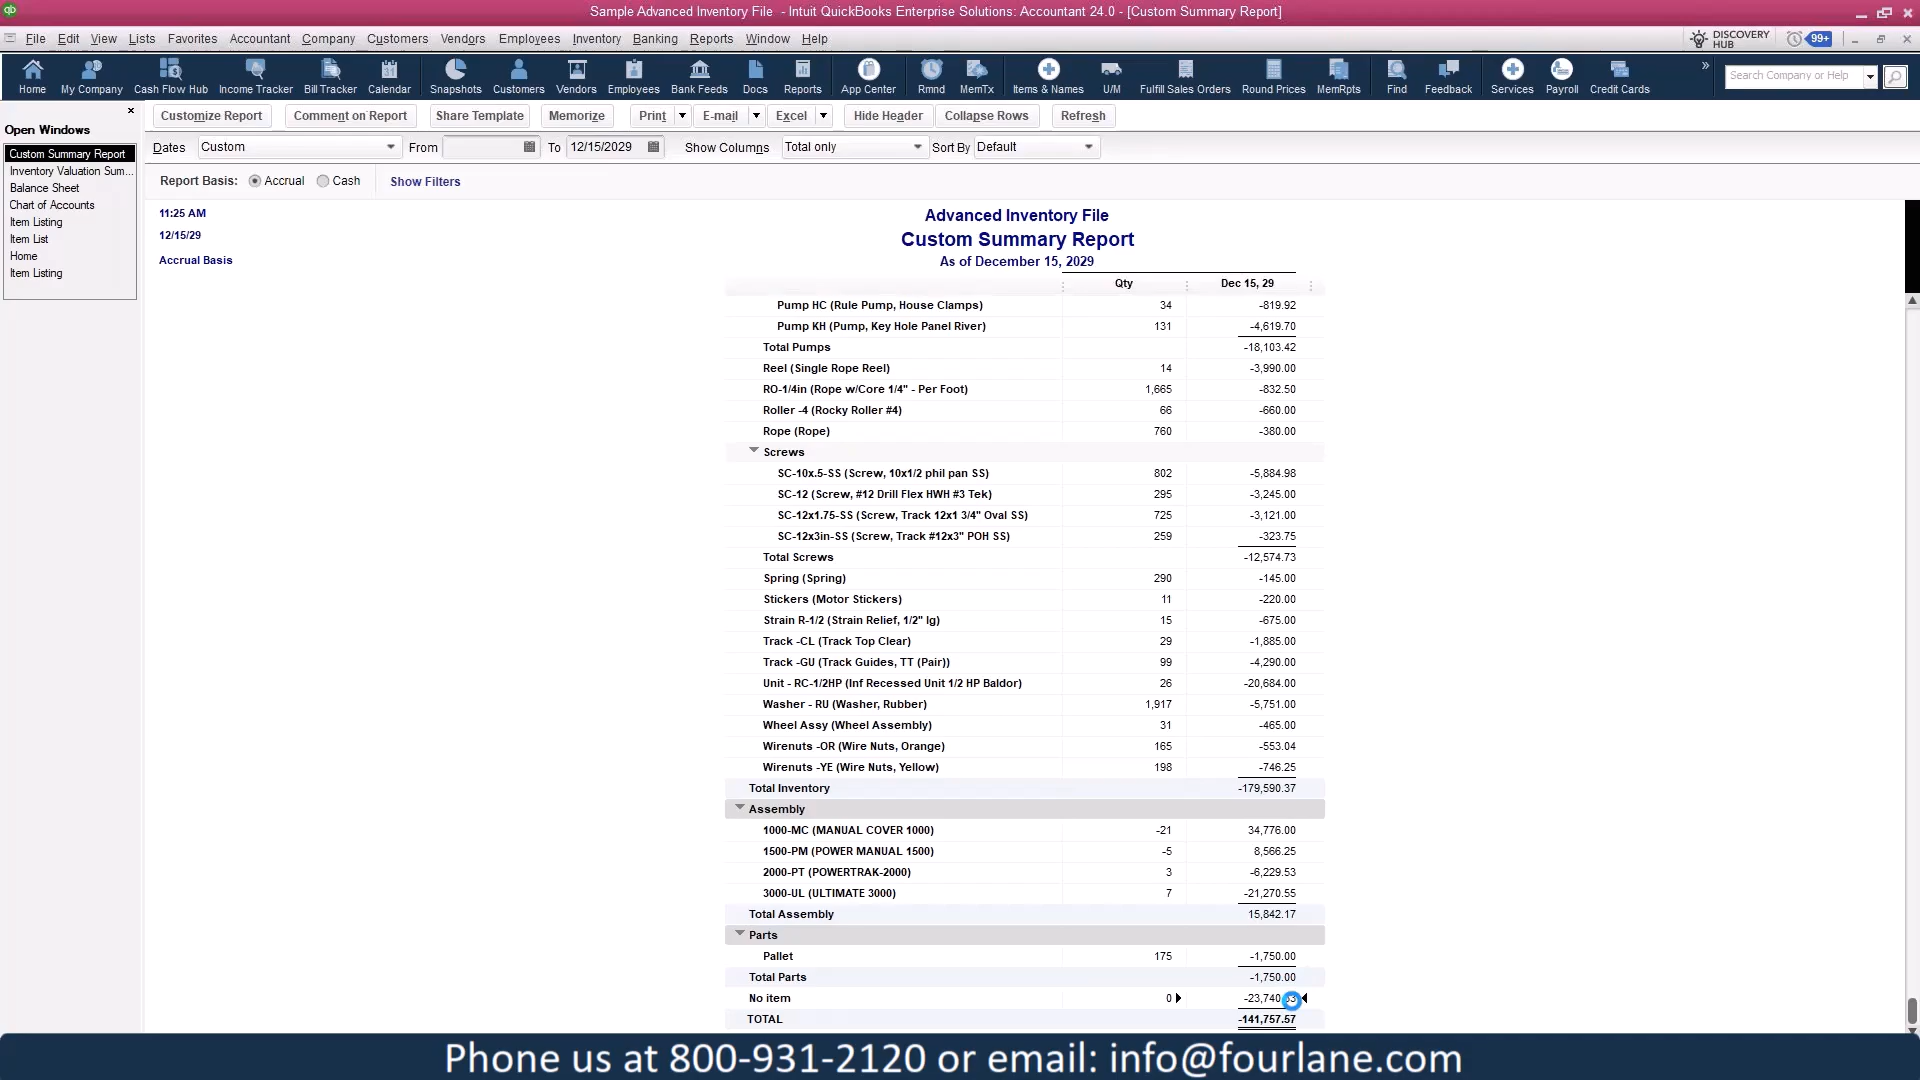 Sample Advanced Inventory File - Intuit QuickBooks Enterprise Solutions: Accountant 24.0 - [Custom Summary Report]
File Edit View Lists Favorites Accountant Company Customers Vendors Employees Inventory Banking Reports Window Help
DISCOVERY HUB 99+
Home My Company Cash Flow Hub Income Tracker Bill Tracker Calendar Snapshots Customers Vendors Employees Bank Feeds Docs Reports App Center Rmnd MemTx Items & Names U/M Fulfill Sales Orders Round Prices MemRpts Find Feedback Services Payroll Credit Cards
Search Company or Help
Open Windows
Custom Summary Report
Inventory Valuation Sum...
Balance Sheet
Chart of Accounts
Item Listing
Item List
Home
Item Listing
Customize Report Comment on Report Share Template Memorize Print E-mail Excel Hide Header Collapse Rows Refresh
Dates Custom From To 12/15/2029 Show Columns Total only Sort By Default
Report Basis: Accrual Cash Show Filters
11:25 AM
12/15/29
Accrual Basis
Advanced Inventory File
Custom Summary Report
As of December 15, 2029
Qty Dec 15, 29
Pump HC (Rule Pump, House Clamps) 34 -819.92
Pump KH (Pump, Key Hole Panel River) 131 -4,619.70
Total Pumps -18,103.42
Reel (Single Rope Reel) 14 -3,990.00
RO-1/4in (Rope w/Core 1/4" - Per Foot) 1,665 -832.50
Roller -4 (Rocky Roller #4) 66 -660.00
Rope (Rope) 760 -380.00
Screws
SC-10x.5-SS (Screw, 10x1/2 phil pan SS) 802 -5,884.98
SC-12 (Screw, #12 Drill Flex HWH #3 Tek) 295 -3,245.00
SC-12x1.75-SS (Screw, Track 12x1 3/4" Oval SS) 725 -3,121.00
SC-12x3in-SS (Screw, Track #12x3" POH SS) 259 -323.75
Total Screws -12,574.73
Spring (Spring) 290 -145.00
Stickers (Motor Stickers) 11 -220.00
Strain R-1/2 (Strain Relief, 1/2" lg) 15 -675.00
Track -CL (Track Top Clear) 29 -1,885.00
Track -GU (Track Guides, TT (Pair)) 99 -4,290.00
Unit - RC-1/2HP (Inf Recessed Unit 1/2 HP Baldor) 26 -20,684.00
Washer - RU (Washer, Rubber) 1,917 -5,751.00
Wheel Assy (Wheel Assembly) 31 -465.00
Wirenuts -OR (Wire Nuts, Orange) 165 -553.04
Wirenuts -YE (Wire Nuts, Yellow) 198 -746.25
Total Inventory -179,590.37
Assembly
1000-MC (MANUAL COVER 1000) -21 34,776.00
1500-PM (POWER MANUAL 1500) -5 8,566.25
2000-PT (POWERTRAK-2000) 3 -6,229.53
3000-UL (ULTIMATE 3000) 7 -21,270.55
Total Assembly 15,842.17
Parts
Pallet 175 -1,750.00
Total Parts -1,750.00
No item 0
TOTAL -141,757.57
Phone us at 800-931-2120 or email: info@fourlane.com